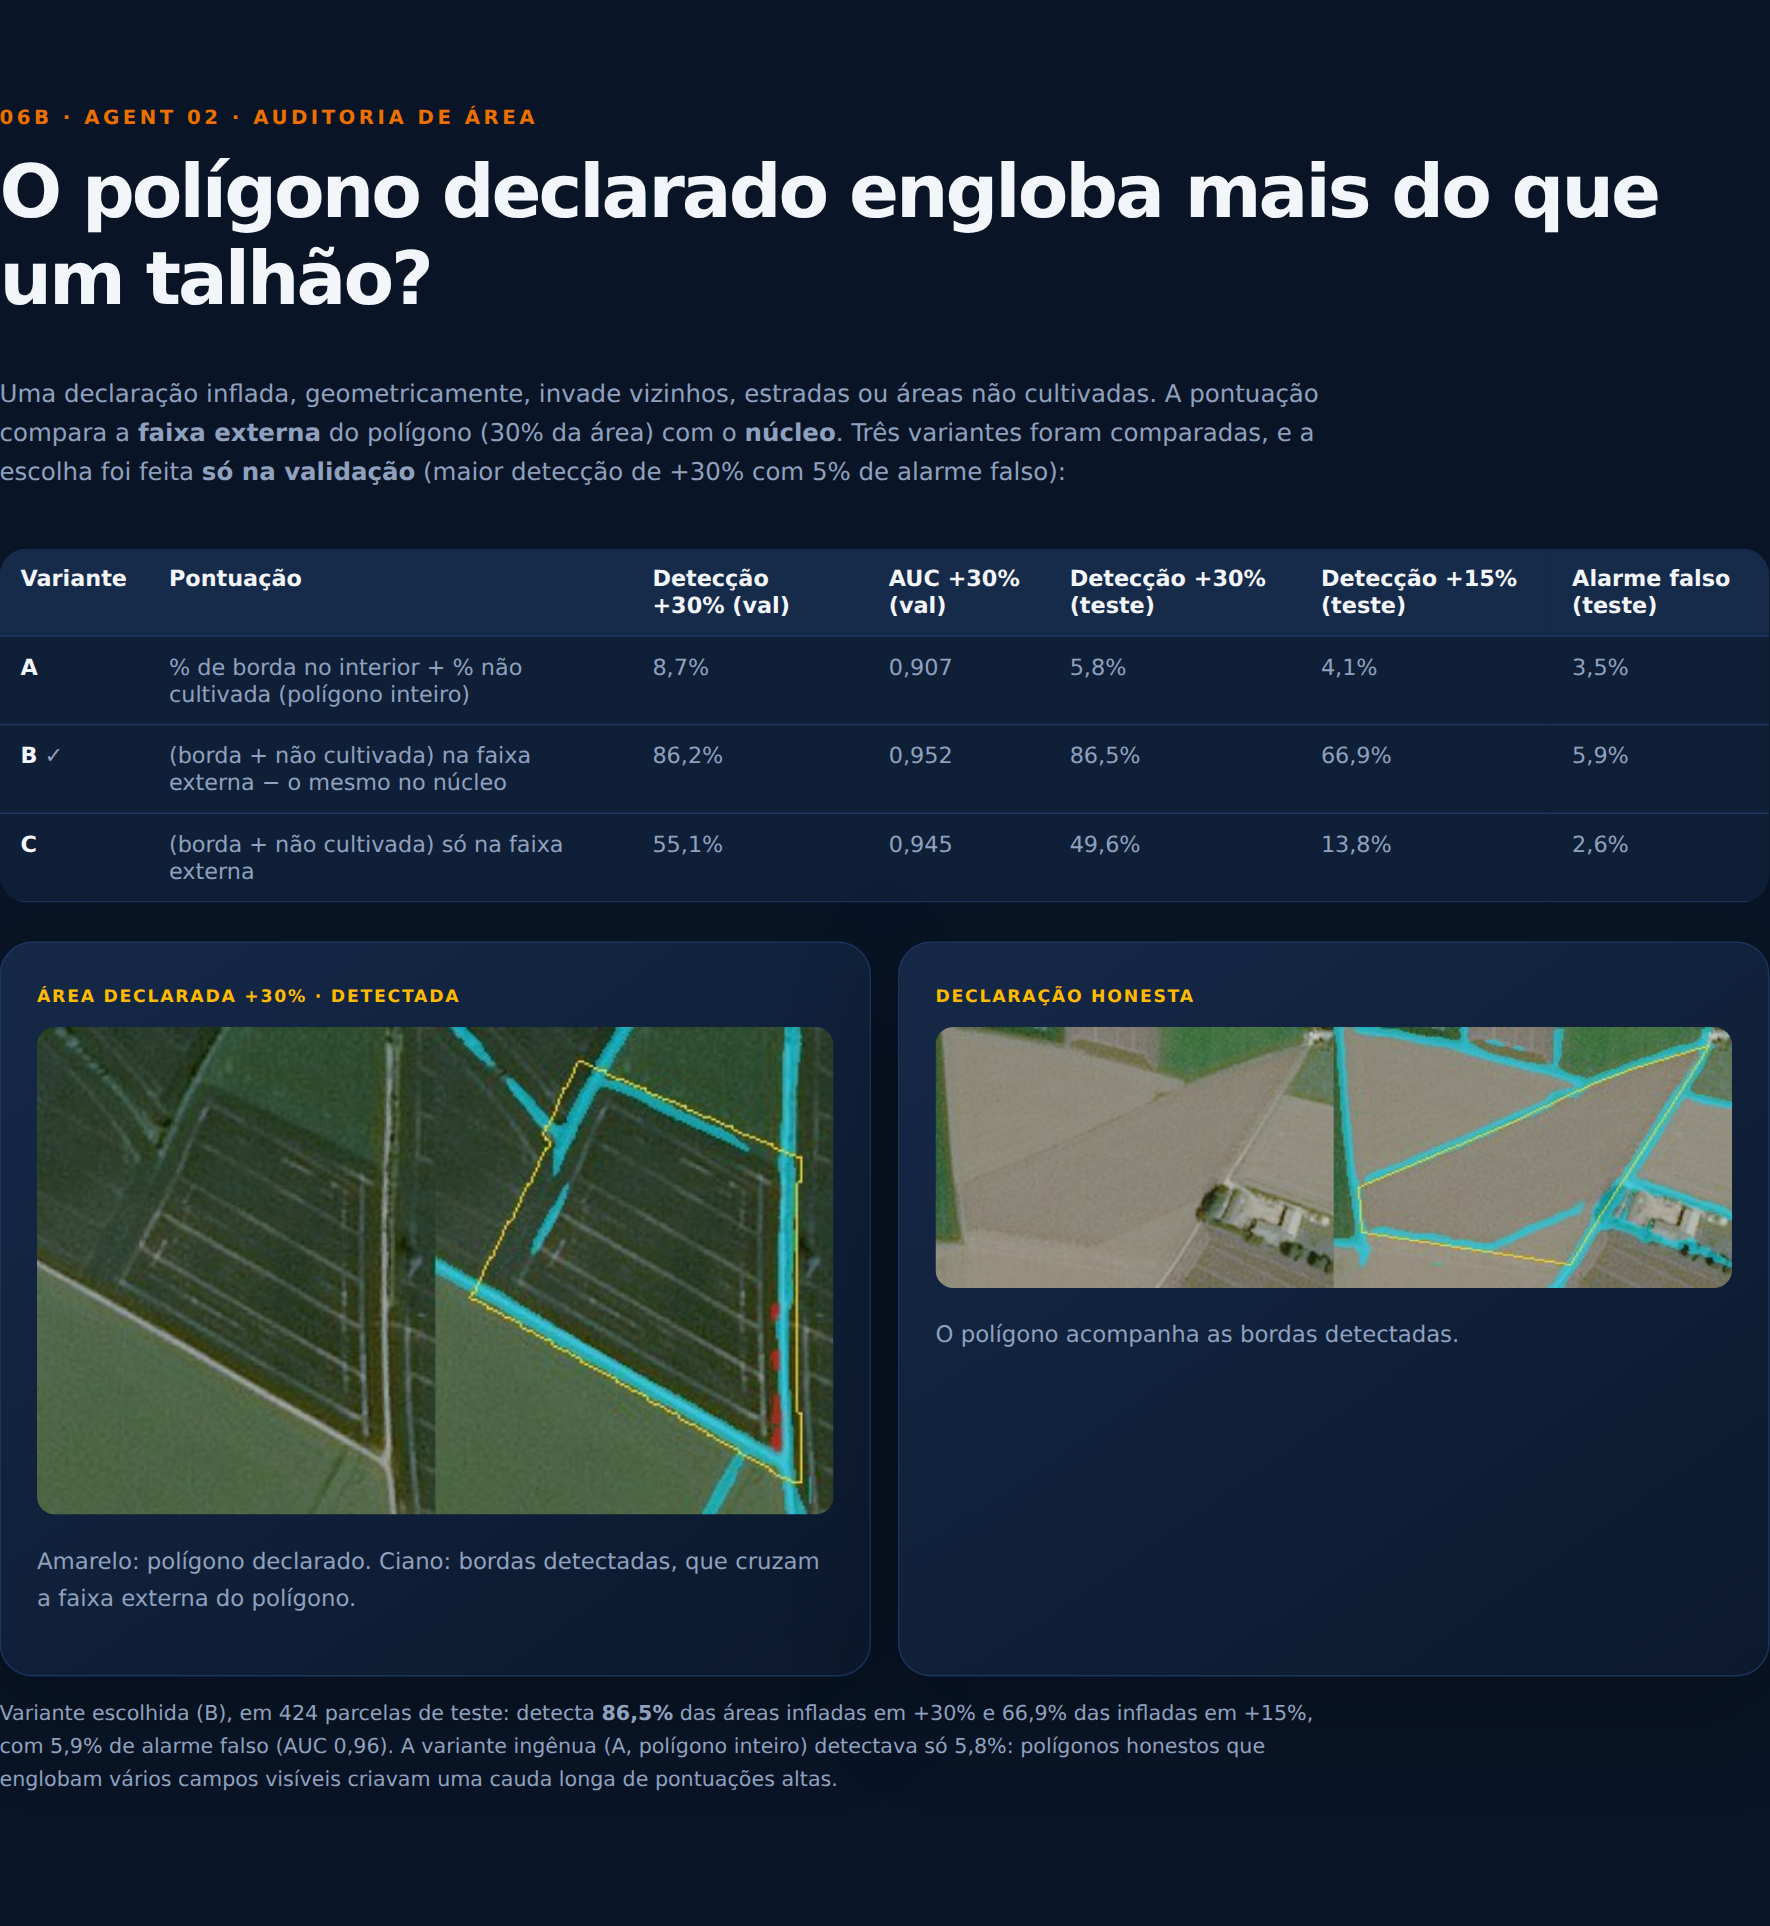 06B · AGENT 02 · AUDITORIA DE ÁREA
O polígono declarado engloba mais do que
um talhão?
Uma declaração inflada, geometricamente, invade vizinhos, estradas ou áreas não cultivadas. A pontuação
compara a faixa externa do polígono (30% da área) com o núcleo. Três variantes foram comparadas, e a
escolha foi feita só na validação (maior detecção de +30% com 5% de alarme falso):
Variante Pontuação Detecção +30% (val) AUC +30% (val) Detecção +30% (teste) Detecção +15% (teste) Alarme falso (teste)
A % de borda no interior + % não cultivada (polígono inteiro) 8,7% 0,907 5,8% 4,1% 3,5%
B ✓ (borda + não cultivada) na faixa externa − o mesmo no núcleo 86,2% 0,952 86,5% 66,9% 5,9%
C (borda + não cultivada) só na faixa externa 55,1% 0,945 49,6% 13,8% 2,6%
ÁREA DECLARADA +30% · DETECTADA
Amarelo: polígono declarado. Ciano: bordas detectadas, que cruzam
a faixa externa do polígono.
DECLARAÇÃO HONESTA
O polígono acompanha as bordas detectadas.
Variante escolhida (B), em 424 parcelas de teste: detecta 86,5% das áreas infladas em +30% e 66,9% das infladas em +15%,
com 5,9% de alarme falso (AUC 0,96). A variante ingênua (A, polígono inteiro) detectava só 5,8%: polígonos honestos que
englobam vários campos visíveis criavam uma cauda longa de pontuações altas.